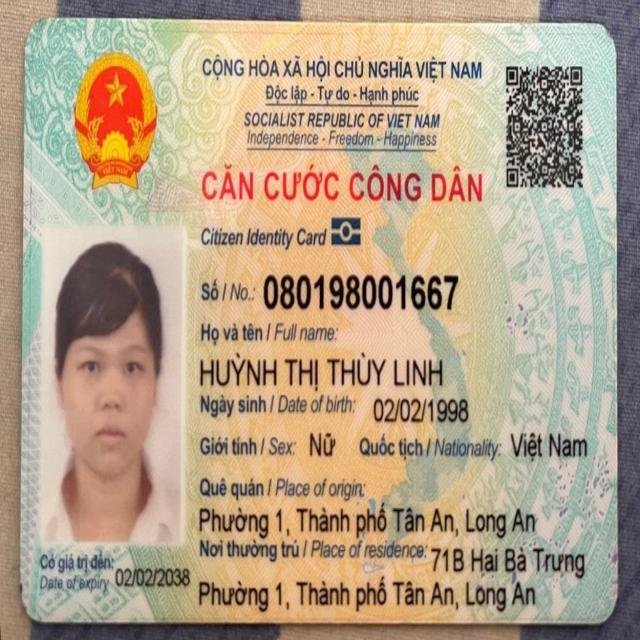 CỘNG HÒA XÃ HỘI CHỦ NGHĨA VIỆT NAM
Độc lập - Tự do - Hạnh phúc
SOCIALIST REPUBLIC OF VIET NAM
Independence - Freedom - Happiness
CĂN CƯỚC CÔNG DÂN
Citizen Identity Card
Số / No.: 080198001667
Họ và tên / Full name:
HUỲNH THỊ THÙY LINH
Ngày sinh / Date of birth: 02/02/1998
Giới tính / Sex: Nữ Quốc tịch / Nationality: Việt Nam
Quê quán / Place of origin:
Phường 1, Thành phố Tân An, Long An
Nơi thường trú / Place of residence: 71B Hai Bà Trưng
Phường 1, Thành phố Tân An, Long An
Có giá trị đến: 02/02/2038
Date of expiry
VIỆT NAM